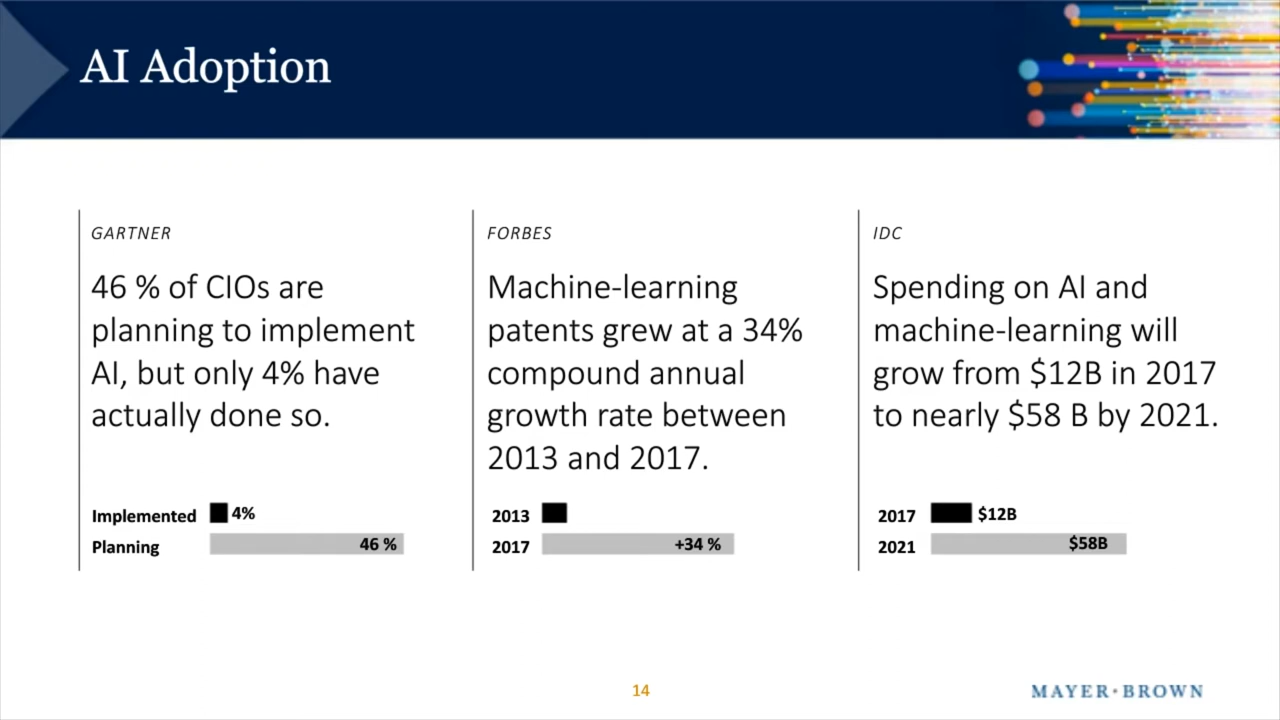 AI Adoption
GARTNER
46 % of CIOs are
planning to implement
AI, but only 4% have
actually done so.
Implemented 4%
Planning 46 %
FORBES
Machine-learning
patents grew at a 34%
compound annual
growth rate between
2013 and 2017.
2013
2017 +34 %
IDC
Spending on AI and
machine-learning will
grow from $12B in 2017
to nearly $58 B by 2021.
2017 $12B
2021 $58B
14
MAYER•BROWN